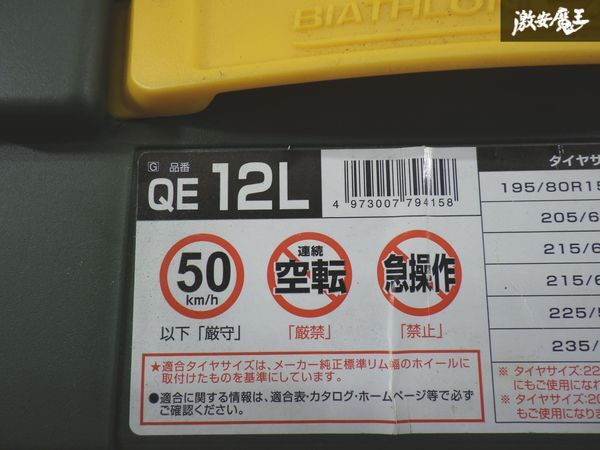 BIATHLON
激安魔王
G 品番
QE 12L
4 973007 794158
50
km/h
以下「厳守」
連続
空転
「厳禁」
急操作
「禁止」
★適合タイヤサイズは、メーカー純正標準リム幅のホイールに
取付けたものを基準にしています。
●適合に関する情報は、適合表・カタログ・ホームページ等で必ず
ご確認ください。
タイヤサ
195/80R15
205/6
215/6
215/6
225/5
235/
※ タイヤサイズ:22
にもご使用になれ
※ タイヤサイズ:20
もご使用になりま